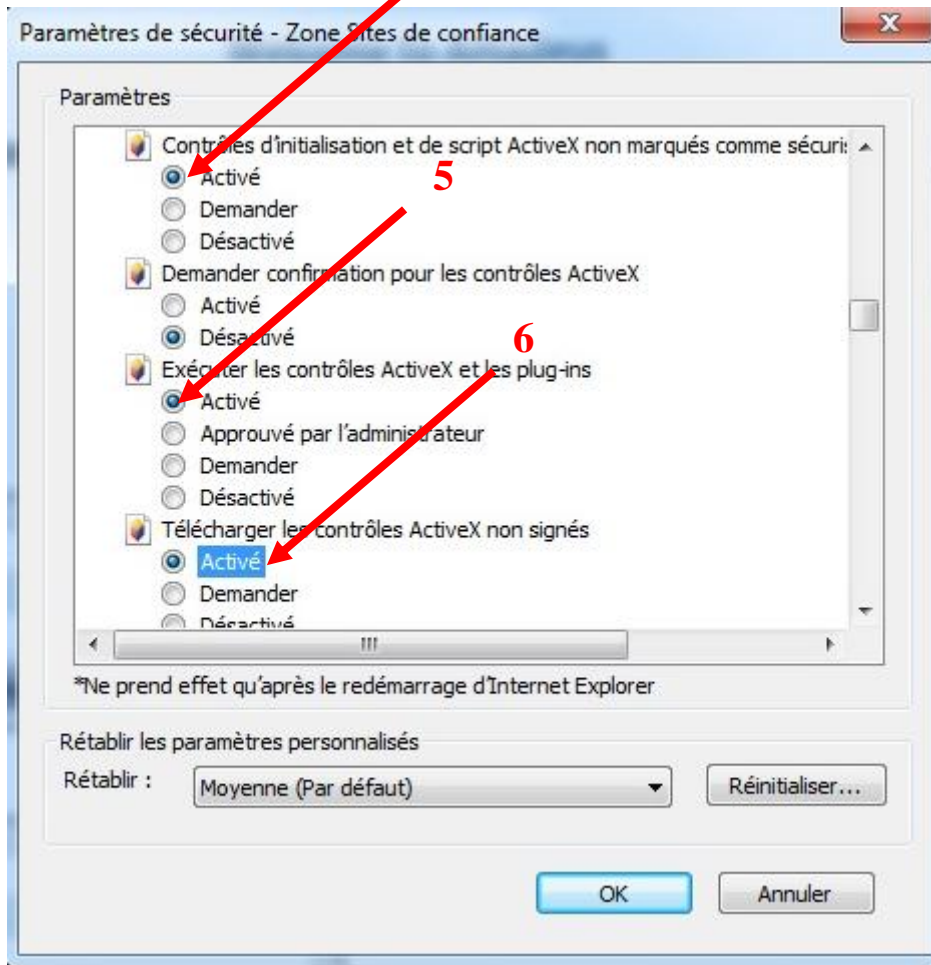 Paramètres de sécurité - Zone Sites de confiance
Paramètres
Contrôles d'initialisation et de script ActiveX non marqués comme sécuri
Activé
5
Demander
Désactivé
Demander confirmation pour les contrôles ActiveX
Activé
Désactivé
6
Exécuter les contrôles ActiveX et les plug-ins
Activé
Approuvé par l'administrateur
Demander
Désactivé
Télécharger les contrôles ActiveX non signés
Activé
Demander
Désactivé
*Ne prend effet qu'après le redémarrage d'Internet Explorer
Rétablir les paramètres personnalisés
Rétablir : Moyenne (Par défaut) Réinitialiser...
OK Annuler